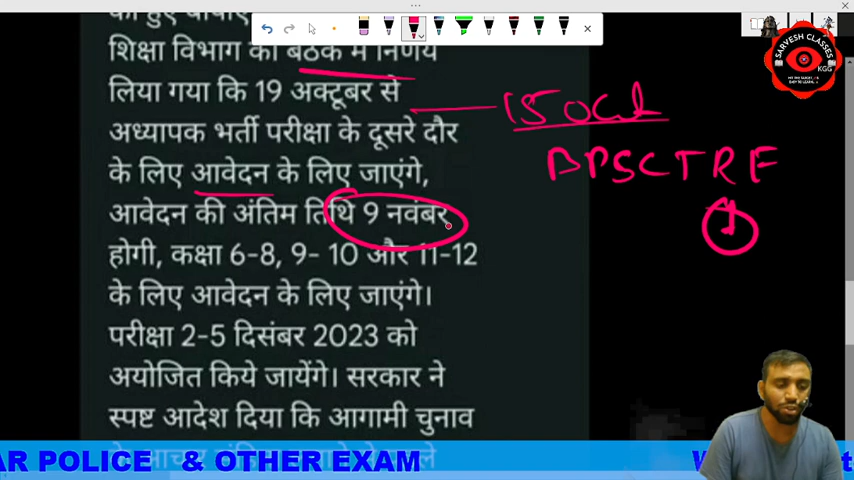 शिक्षा विभाग की बैठक में निर्णय
लिया गया कि 19 अक्टूबर से
अध्यापक भर्ती परीक्षा के दूसरे दौर
के लिए आवेदन के लिए जाएंगे,
आवेदन की अंतिम तिथि 9 नवंबर
होगी, कक्षा 6-8, 9- 10 और 11-12
के लिए आवेदन के लिए जाएंगे।
परीक्षा 2-5 दिसंबर 2023 को
अयोजित किये जायेंगे। सरकार ने
स्पष्ट आदेश दिया कि आगामी चुनाव
15 Oct
BPSC TRE
SARVESH CLASSES
KGG
AR POLICE & OTHER EXAM